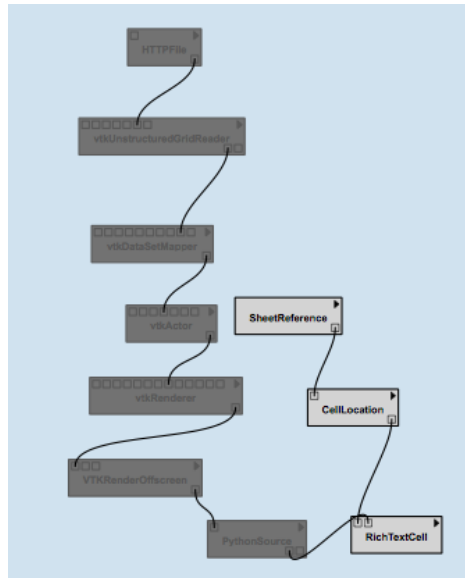 HTTPFile
vtkUnstructuredGridReader
vtkDataSetMapper
vtkActor
SheetReference
vtkRenderer
CellLocation
VTKRenderOffscreen
PythonSource
RichTextCell